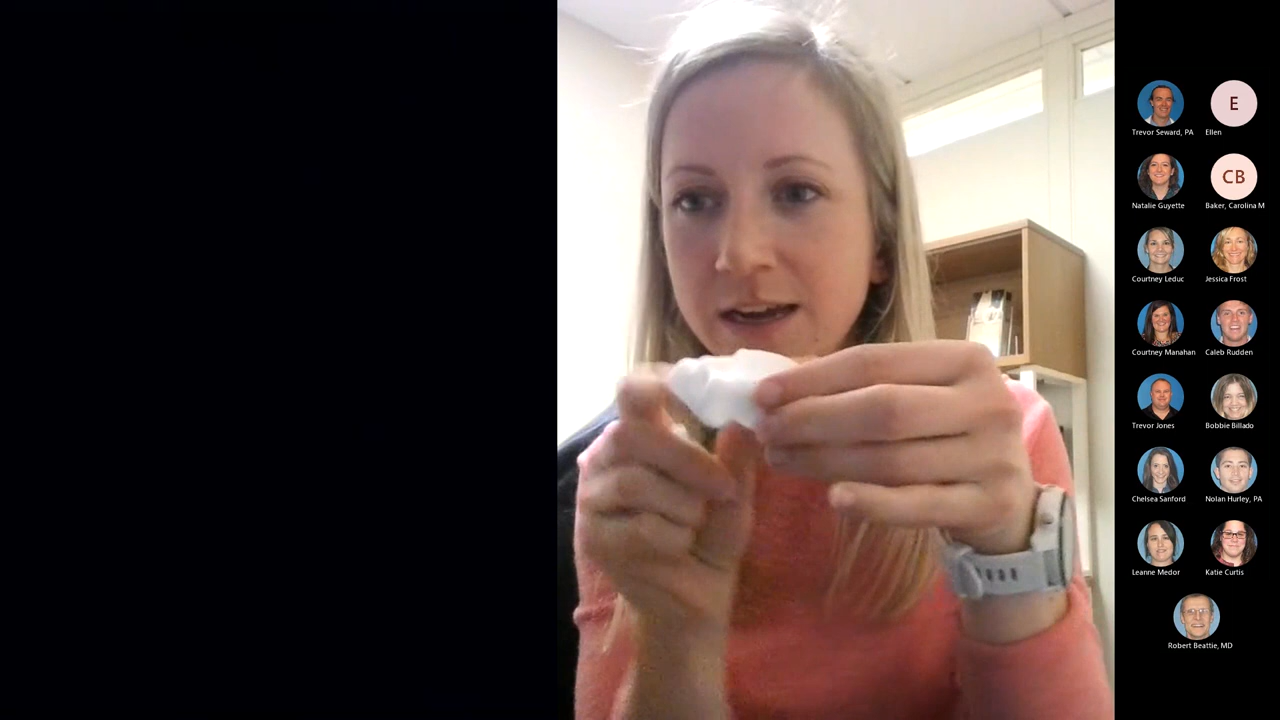 Trevor Seward, PA
E
Ellen
Natalie Guyette
CB
Baker, Carolina M
Courtney Leduc
Jessica Frost
Courtney Manahan
Caleb Rudden
Trevor Jones
Bobbie Billado
Chelsea Sanford
Nolan Hurley, PA
Leanne Medor
Katie Curtis
Robert Beattie, MD